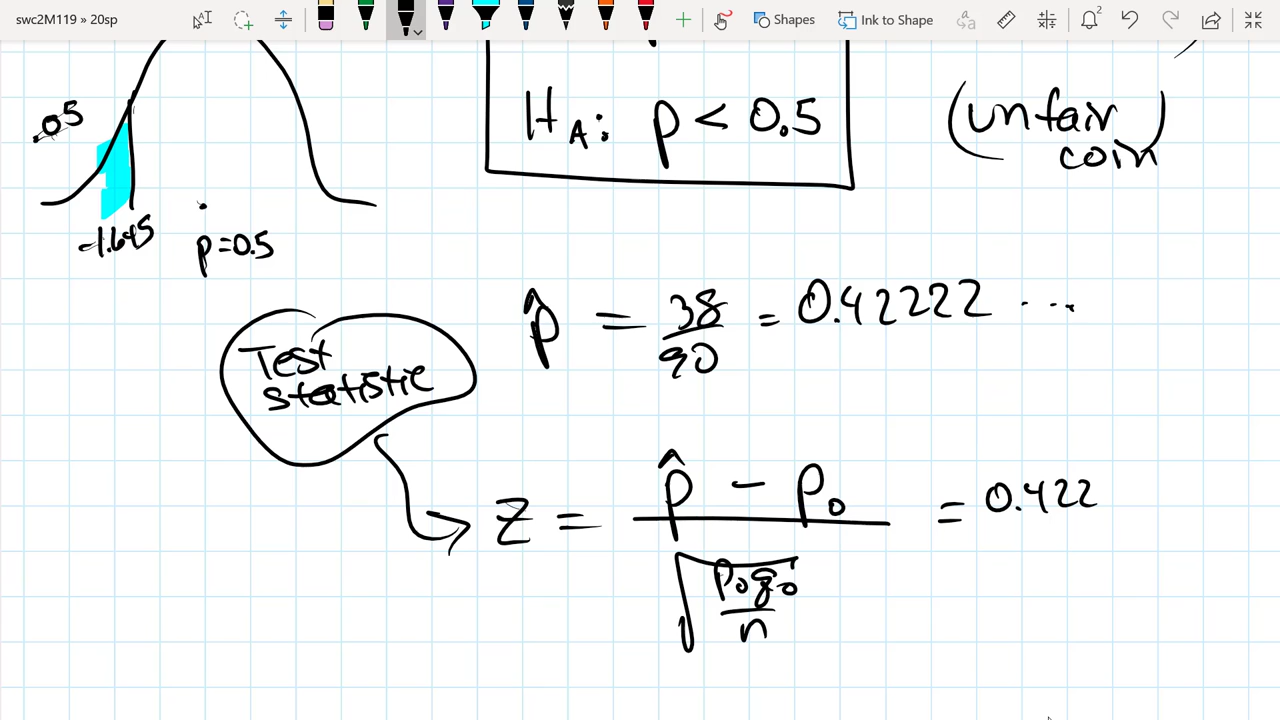 swc2M119 » 20sp
Shapes
Ink to Shape
2
.05
-1.645
p=0.5
H_A: p < 0.5
(unfair coin)
p̂ = 38/90 = 0.42222 ...
Test
statistic
z = (p̂ - p₀)/√(p₀q₀/n) = 0.422